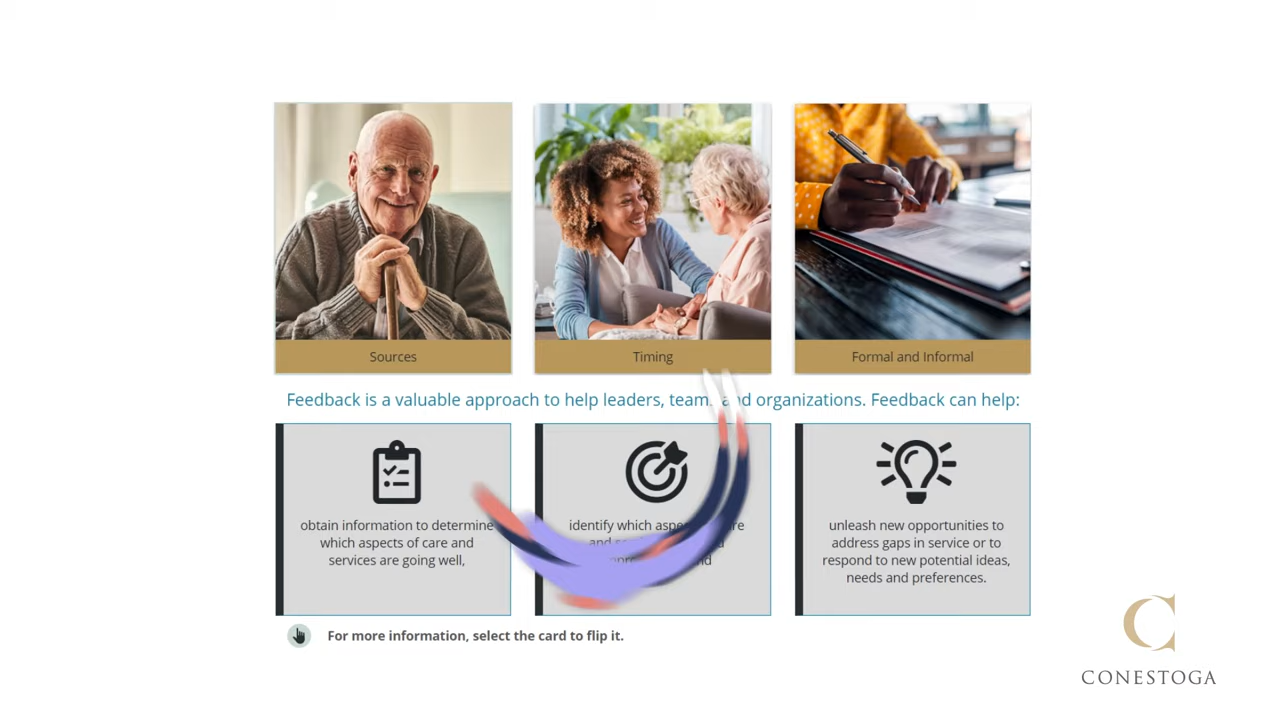 Sources
Timing
Formal and Informal
Feedback is a valuable approach to help leaders, team and organizations. Feedback can help:
obtain information to determine
which aspects of care and
services are going well,
identify which
unleash new opportunities to
address gaps in service or to
respond to new potential ideas,
needs and preferences.
For more information, select the card to flip it.
C
CONESTOGA